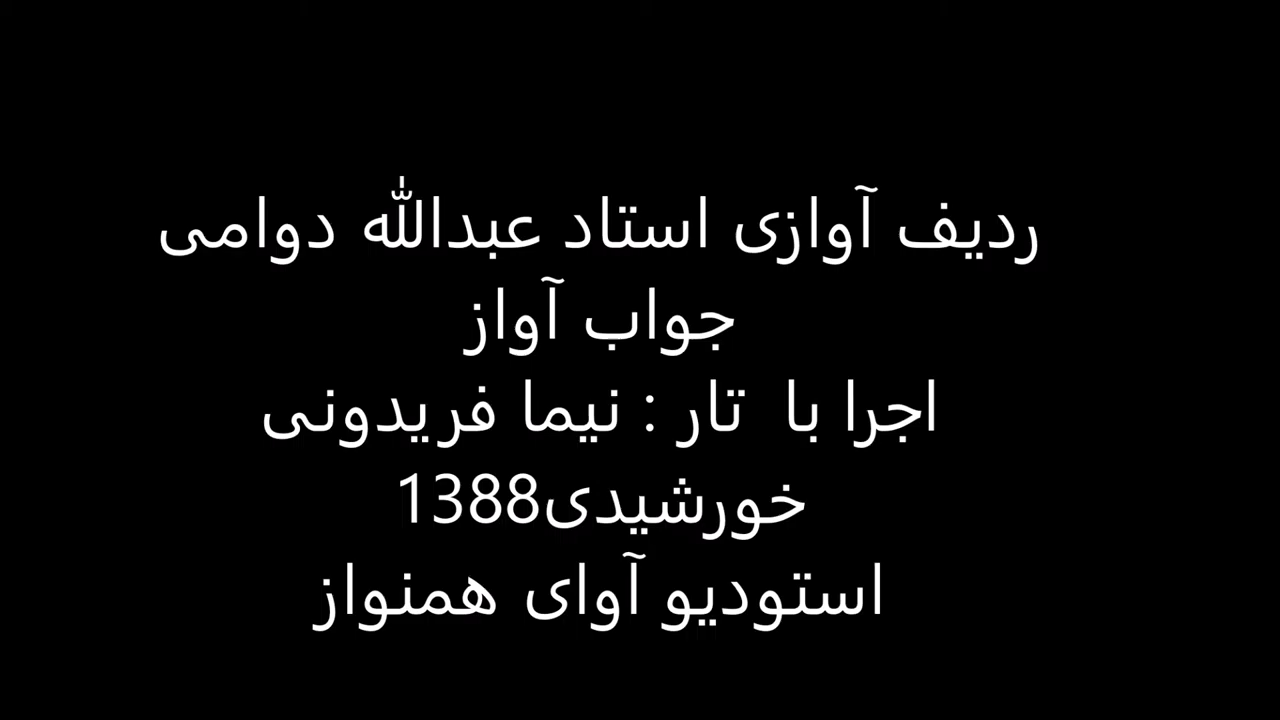 ردیف آوازی استاد عبدالله دوامی
جواب آواز
اجرا با تار : نیما فریدونی
خورشیدی1388
استودیو آوای همنواز